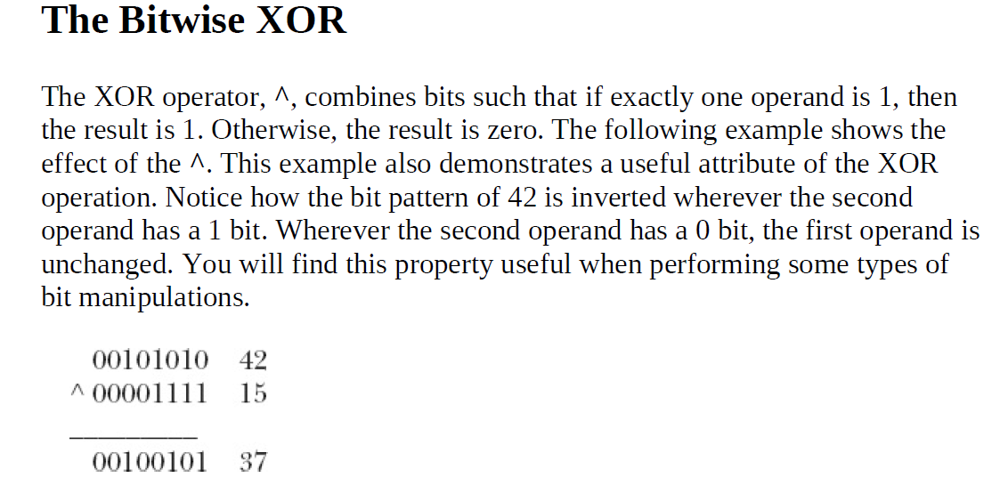 The Bitwise XOR
The XOR operator, ^, combines bits such that if exactly one operand is 1, then
the result is 1. Otherwise, the result is zero. The following example shows the
effect of the ^. This example also demonstrates a useful attribute of the XOR
operation. Notice how the bit pattern of 42 is inverted wherever the second
operand has a 1 bit. Wherever the second operand has a 0 bit, the first operand is
unchanged. You will find this property useful when performing some types of
bit manipulations.
00101010 42
^ 00001111 15
00100101 37